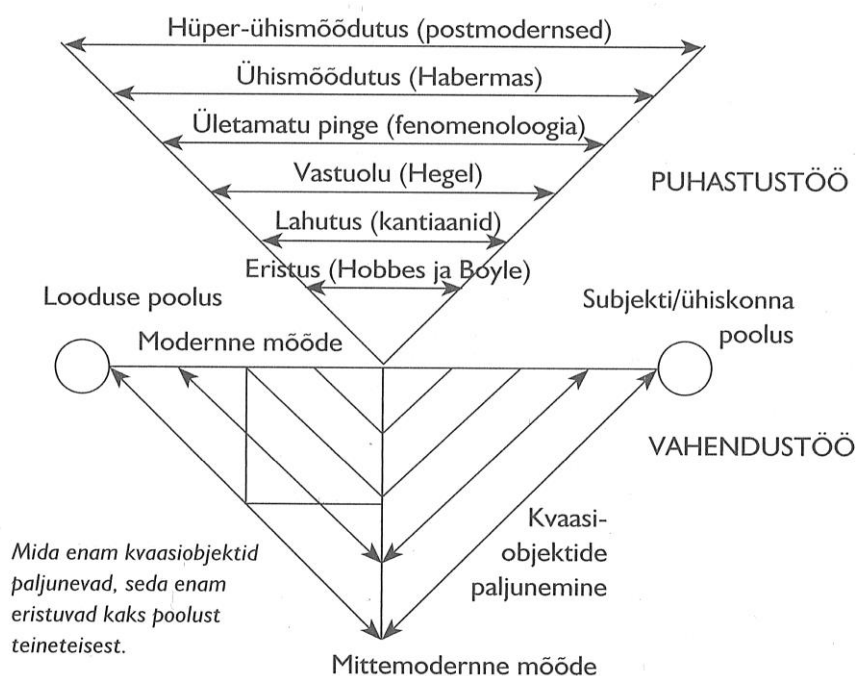 Hüper-ühismõõdutus (postmodernsed)
Ühismõõdutus (Habermas)
Ületamatu pinge (fenomenoloogia)
Vastuolu (Hegel)
PUHASTUSTÖÖ
Lahutus (kantiaanid)
Eristus (Hobbes ja Boyle)
Looduse poolus
Subjekti/ühiskonna
poolus
Modernne mõõde
VAHENDUSTÖÖ
Kvaasi-
objektide
paljunemine
Mida enam kvaasiobjektid
paljunevad, seda enam
eristuvad kaks poolust
teineteisest.
Mittemodernne mõõde